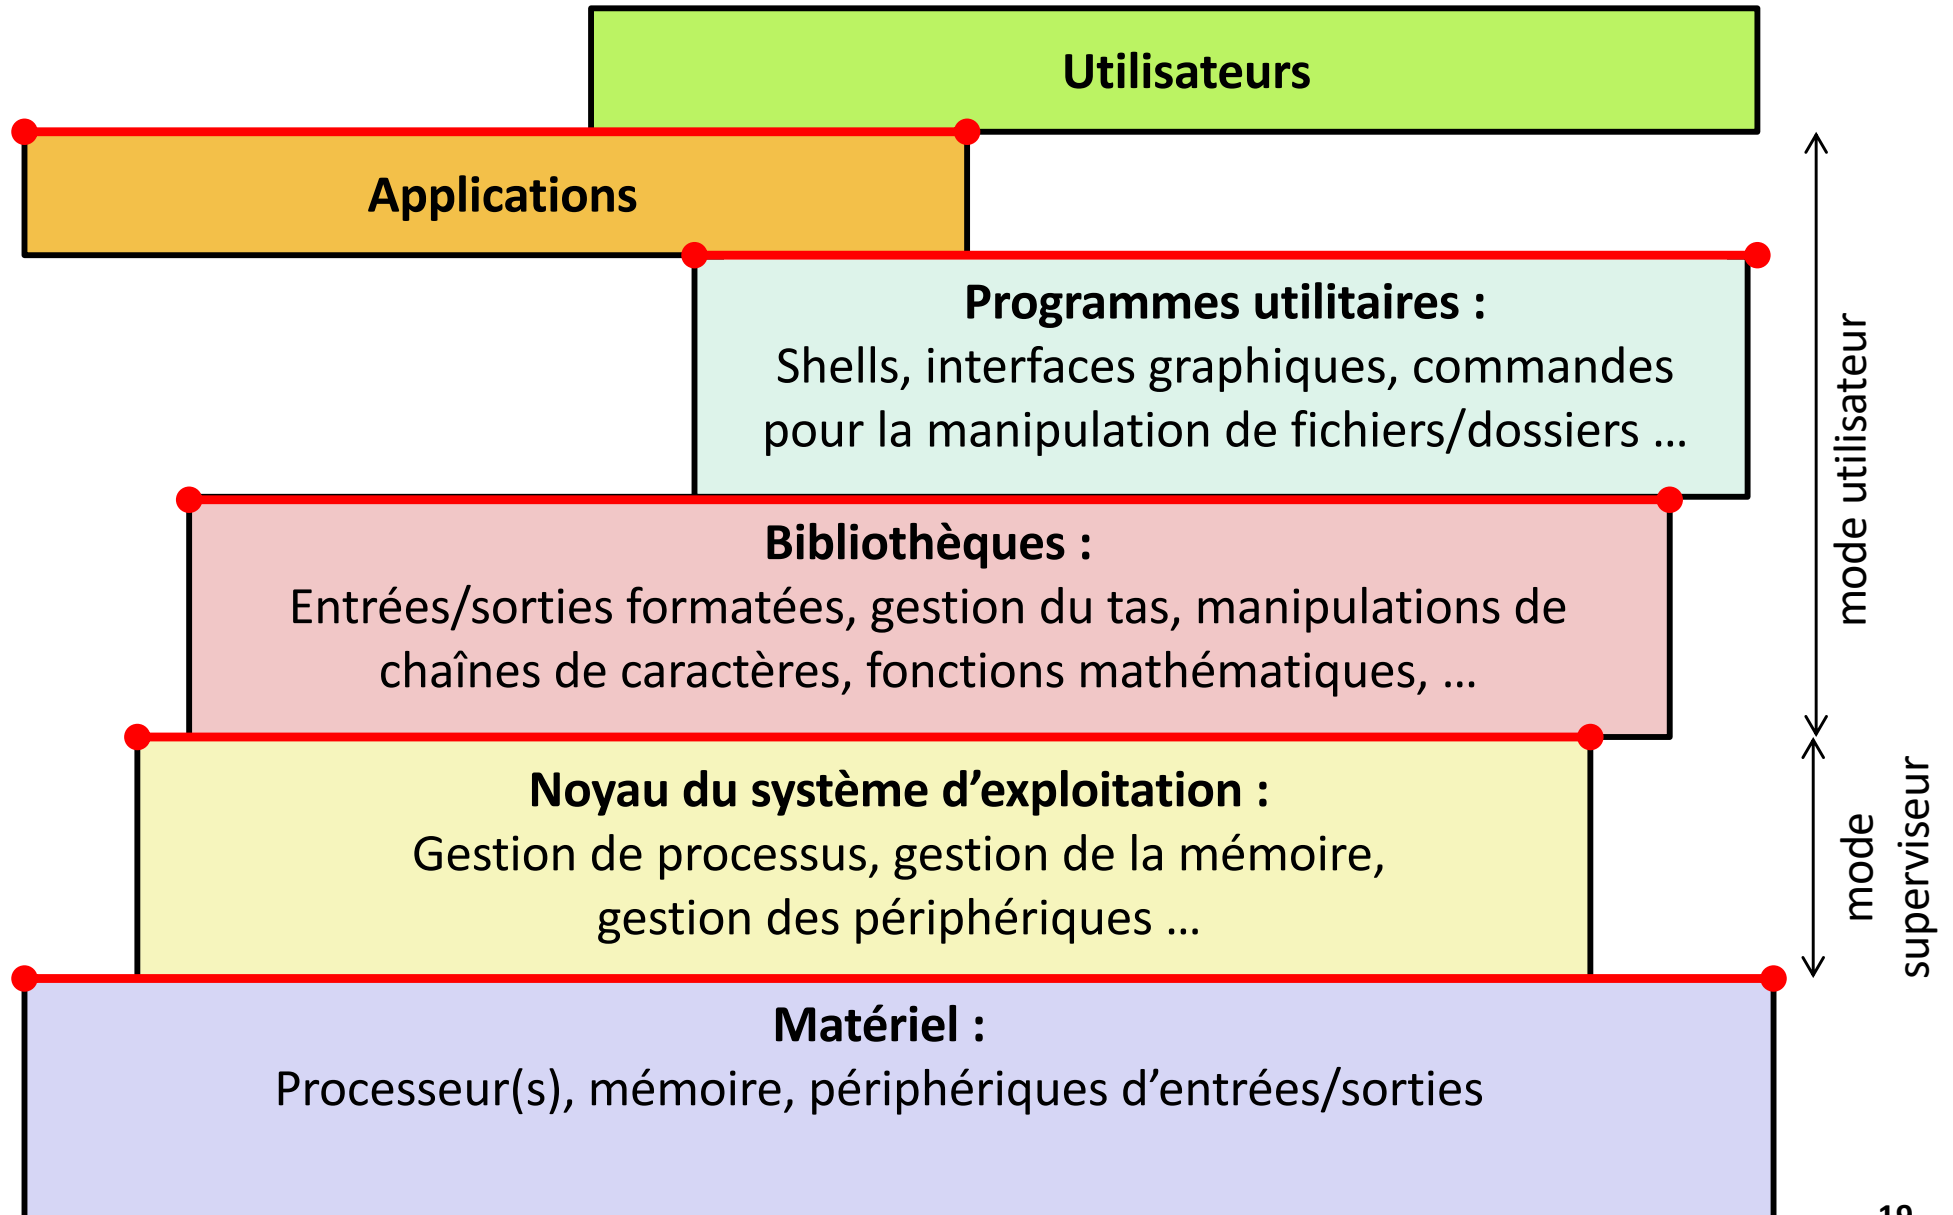 Utilisateurs
Applications
Programmes utilitaires :
Shells, interfaces graphiques, commandes
pour la manipulation de fichiers/dossiers …
Bibliothèques :
Entrées/sorties formatées, gestion du tas, manipulations de
chaînes de caractères, fonctions mathématiques, …
Noyau du système d’exploitation :
Gestion de processus, gestion de la mémoire,
gestion des périphériques …
Matériel :
Processeur(s), mémoire, périphériques d’entrées/sorties
mode utilisateur
mode
superviseur